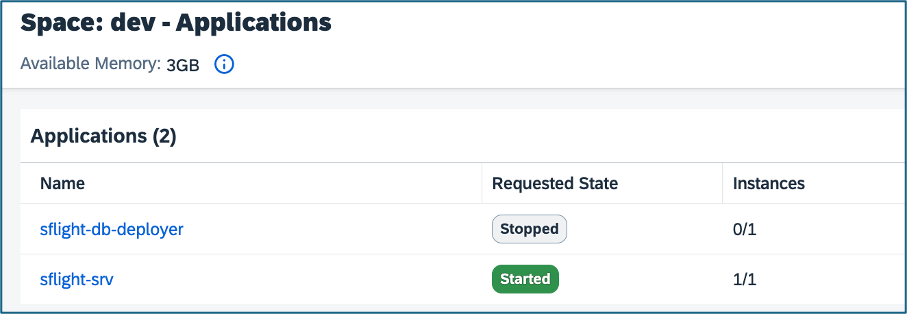 Space: dev - Applications
Available Memory: 3GB
Applications (2)
Name Requested State Instances
sflight-db-deployer Stopped 0/1
sflight-srv Started 1/1